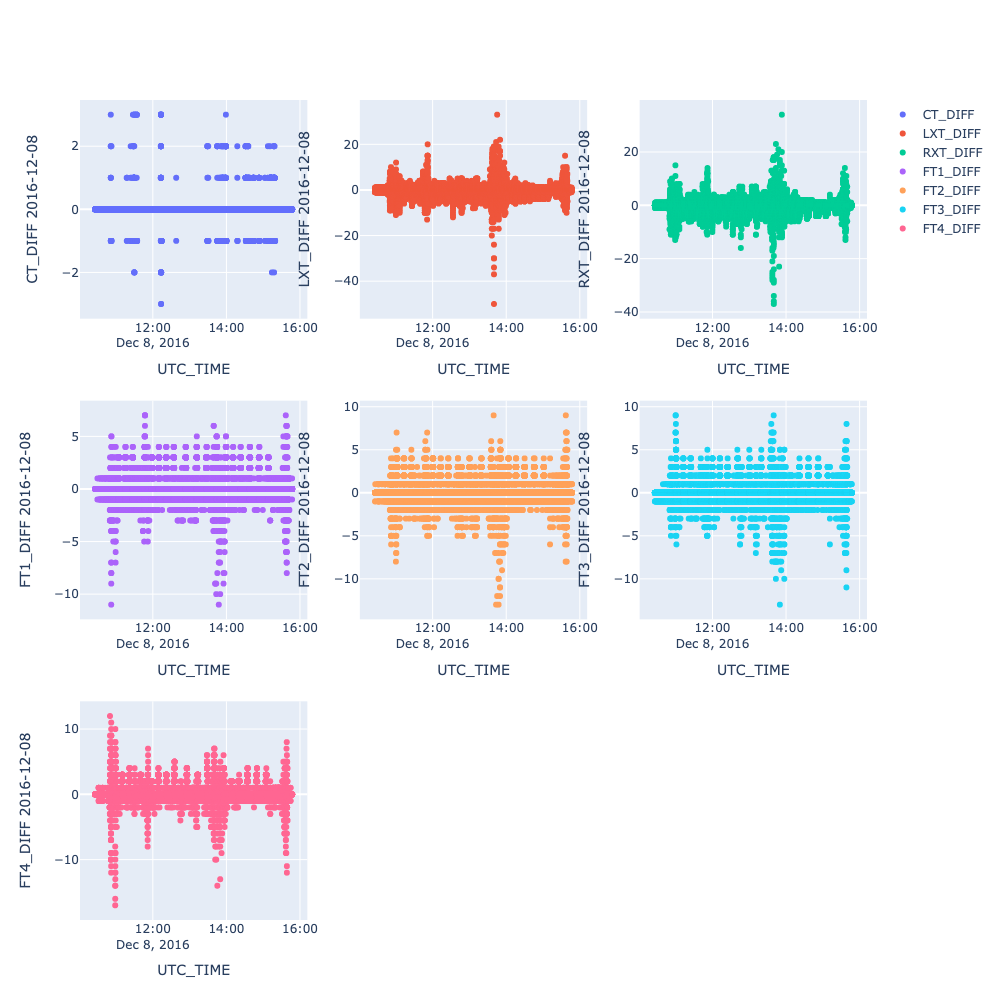 CT_DIFF 2016-12-08
2
0
−2
12:00
14:00
16:00
Dec 8, 2016
UTC_TIME
LXT_DIFF 2016-12-08
20
0
−20
−40
12:00
14:00
16:00
Dec 8, 2016
UTC_TIME
RXT_DIFF 2016-12-08
20
0
−20
−40
12:00
14:00
16:00
Dec 8, 2016
UTC_TIME
CT_DIFF
LXT_DIFF
RXT_DIFF
FT1_DIFF
FT2_DIFF
FT3_DIFF
FT4_DIFF
FT1_DIFF 2016-12-08
5
0
−5
−10
12:00
14:00
16:00
Dec 8, 2016
UTC_TIME
FT2_DIFF 2016-12-08
10
5
0
−5
−10
12:00
14:00
16:00
Dec 8, 2016
UTC_TIME
FT3_DIFF 2016-12-08
10
5
0
−5
−10
12:00
14:00
16:00
Dec 8, 2016
UTC_TIME
FT4_DIFF 2016-12-08
10
0
−10
12:00
14:00
16:00
Dec 8, 2016
UTC_TIME